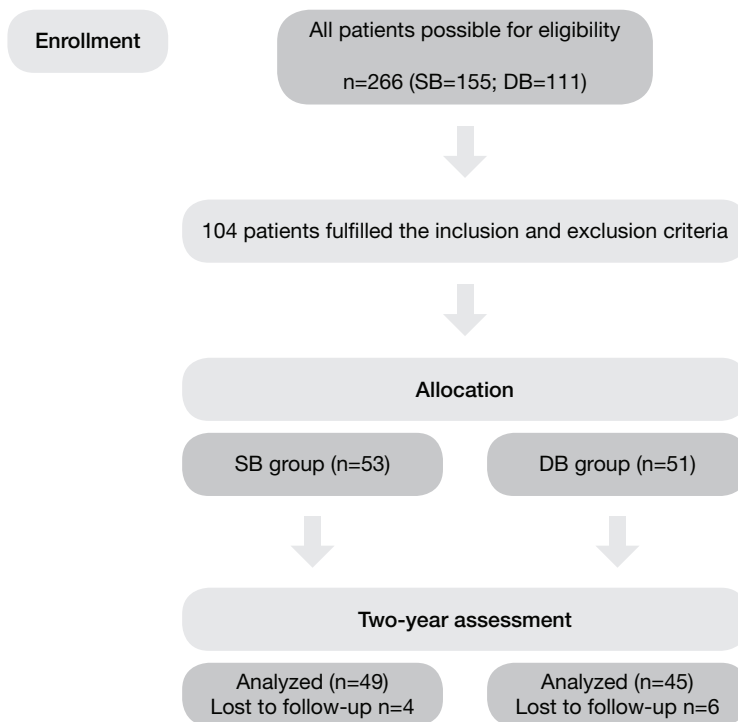 Enrollment
All patients possible for eligibility
n=266 (SB=155; DB=111)
104 patients fulfilled the inclusion and exclusion criteria
Allocation
SB group (n=53)
DB group (n=51)
Two-year assessment
Analyzed (n=49)
Lost to follow-up n=4
Analyzed (n=45)
Lost to follow-up n=6